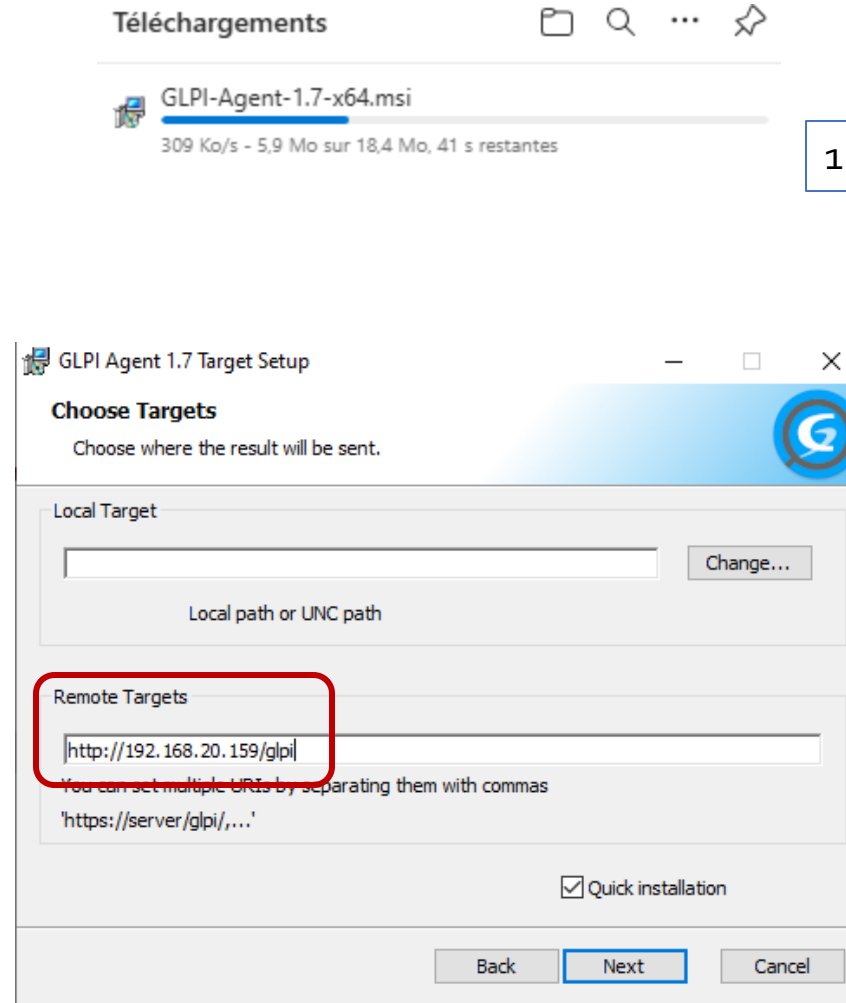 Téléchargements
GLPI-Agent-1.7-x64.msi
309 Ko/s - 5,9 Mo sur 18,4 Mo, 41 s restantes
1
GLPI Agent 1.7 Target Setup
Choose Targets
Choose where the result will be sent.
Local Target
Change...
Local path or UNC path
Remote Targets
http://192.168.20.159/glpi
You can set multiple URIs by separating them with commas
'https://server/glpi/,...'
Quick installation
Back Next Cancel